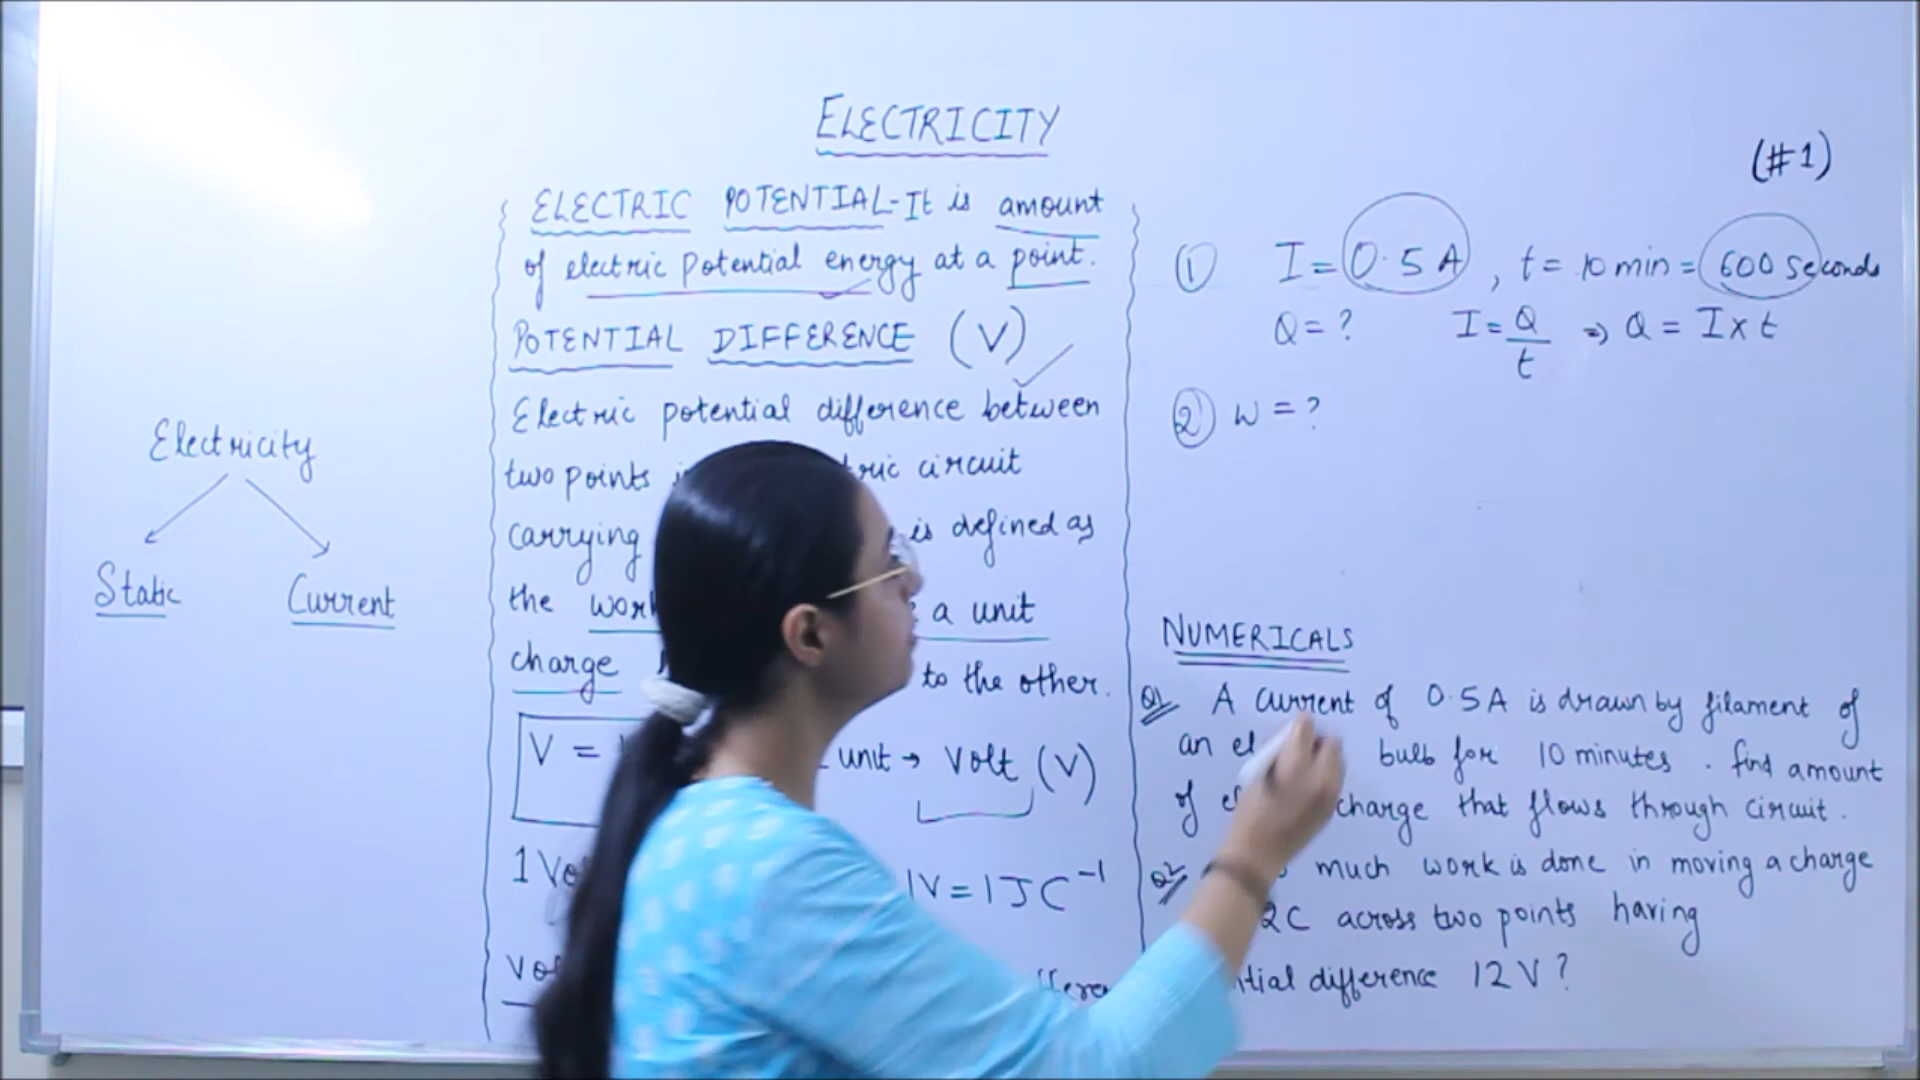 ELECTRICITY
(#1)
Electricity
Static Current
ELECTRIC POTENTIAL-It is amount
of electric potential energy at a point.
POTENTIAL DIFFERENCE (V)
Electric potential difference between
two points circuit
carrying is defined as
the a unit
charge to the other.
V = unit → Volt (V)
1V = 1JC⁻¹
① I = 0.5A , t = 10 min = 600 seconds
Q = ? I = Q/t ⇒ Q = I x t
② W = ?
NUMERICALS
Q1 A current of 0.5A is drawn by filament of
an bulb for 10 minutes . find amount
of charge that flows through circuit.
Q2 much work is done in moving a charge
2C across two points having
difference 12V?